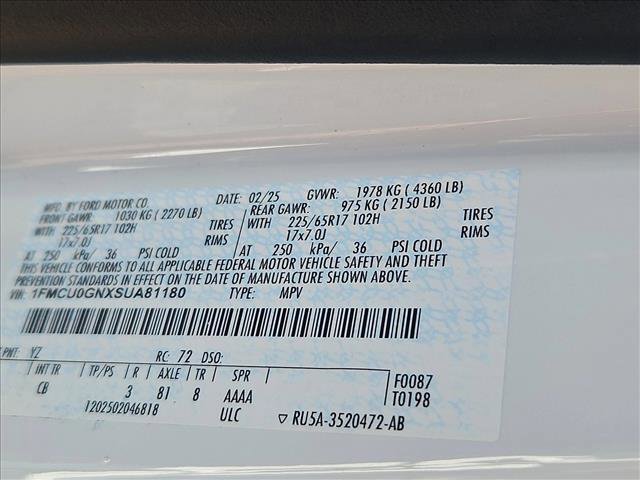 MFD. BY FORD MOTOR CO. DATE: 02/25 GVWR: 1978 KG ( 4360 LB)
FRONT GAWR: 1030 KG ( 2270 LB) REAR GAWR: 975 KG ( 2150 LB)
WITH 225/65R17 102H TIRES WITH 225/65R17 102H TIRES
17x7.0J RIMS 17x7.0J RIMS
AT 250 kPa/ 36 PSI COLD AT 250 kPa/ 36 PSI COLD
THIS VEHICLE CONFORMS TO ALL APPLICABLE FEDERAL MOTOR VEHICLE SAFETY AND THEFT
PREVENTION STANDARDS IN EFFECT ON THE DATE OF MANUFACTURE SHOWN ABOVE.
VIN: 1FMCU0GNXSUA81180 TYPE: MPV
PNT: YZ RC: 72 DSO:
INT TR TP/PS R AXLE TR SPR F0087
CB 3 81 8 AAAA T0198
1202502046818 ULC RU5A-3520472-AB